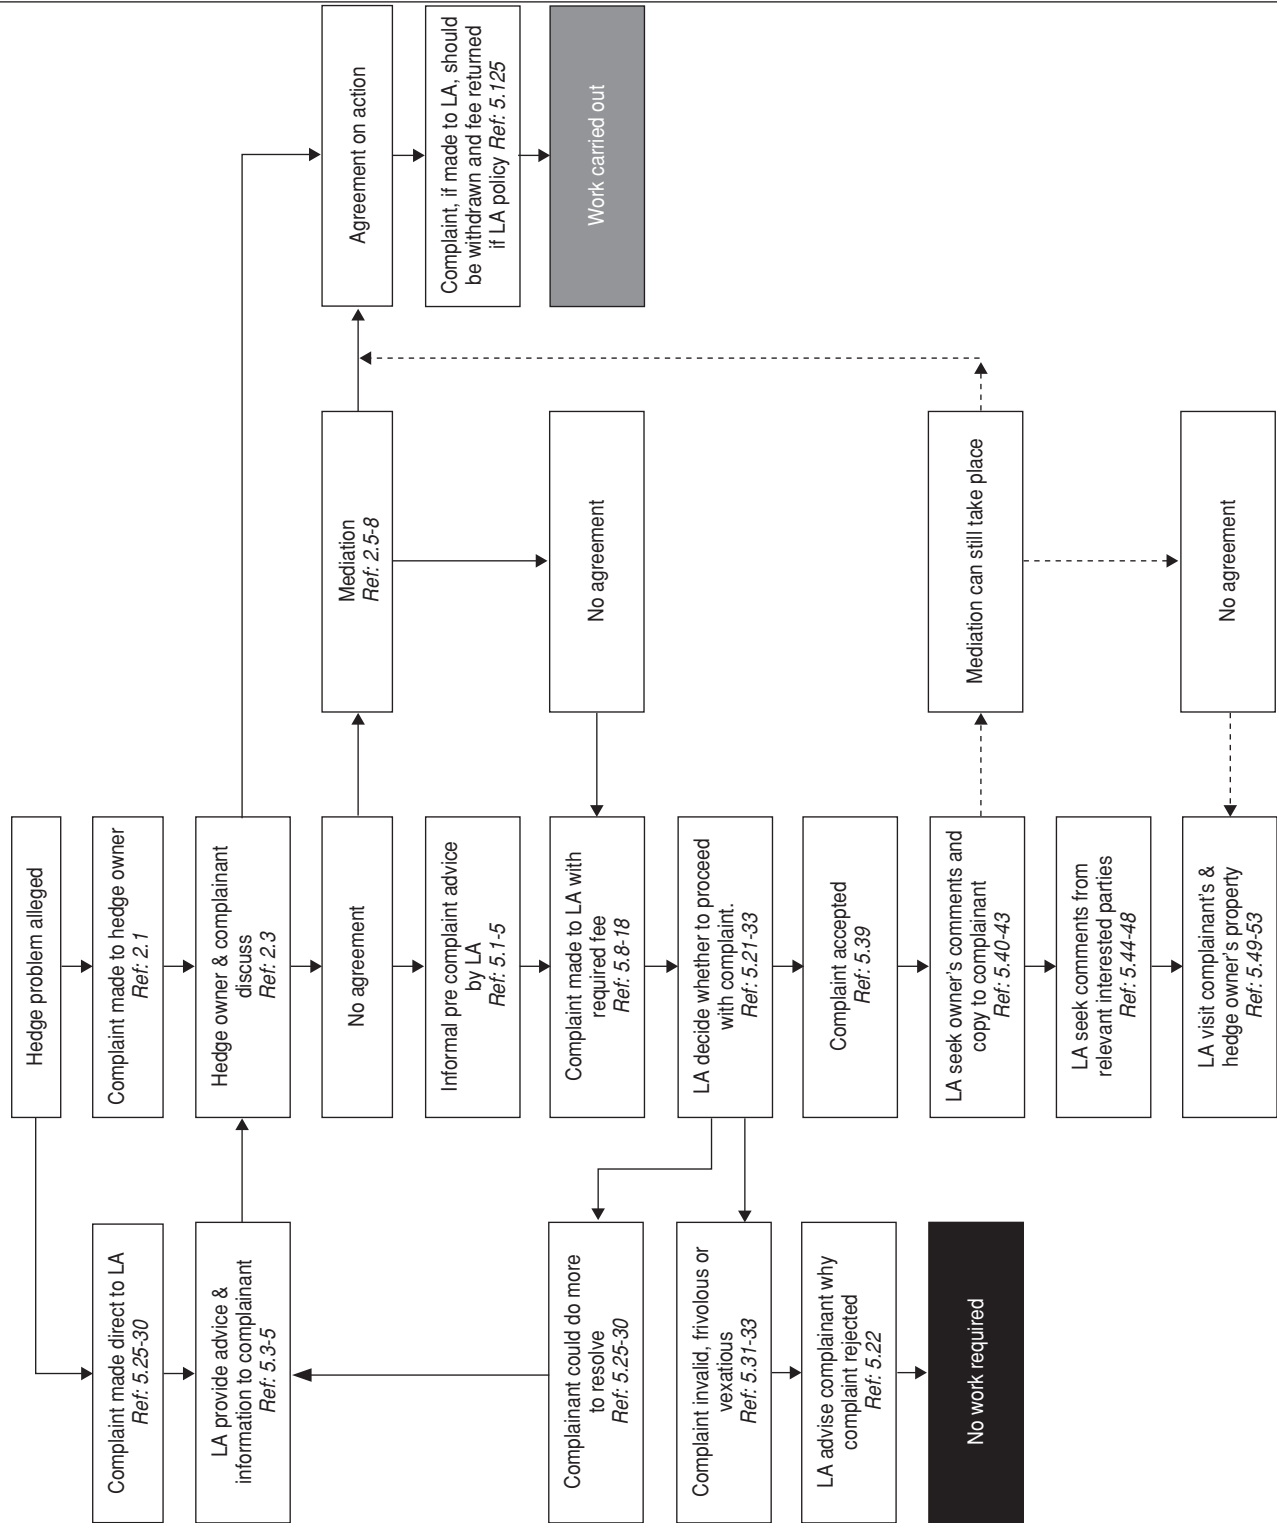 Hedge problem alleged
Complaint made direct to LA
Ref: 5.25-30
Complaint made to hedge owner
Ref: 2.1
LA provide advice &
information to complainant
Ref: 5.3-5
Hedge owner & complainant
discuss
Ref: 2.3
No agreement
Mediation
Ref: 2.5-8
Agreement on action
Informal pre complaint advice
by LA
Ref: 5.1-5
Complaint, if made to LA, should
be withdrawn and fee returned
if LA policy Ref: 5.125
Complainant could do more
to resolve
Ref: 5.25-30
Complaint made to LA with
required fee
Ref: 5.8-18
No agreement
Work carried out
Complaint invalid, frivolous or
vexatious
Ref: 5.31-33
LA decide whether to proceed
with complaint.
Ref: 5.21-33
LA advise complainant why
complaint rejected
Ref: 5.22
Complaint accepted
Ref: 5.39
No work required
LA seek owner's comments and
copy to complainant
Ref: 5.40-43
Mediation can still take place
LA seek comments from
relevant interested parties
Ref: 5.44-48
LA visit complainant's &
hedge owner's property
Ref: 5.49-53
No agreement